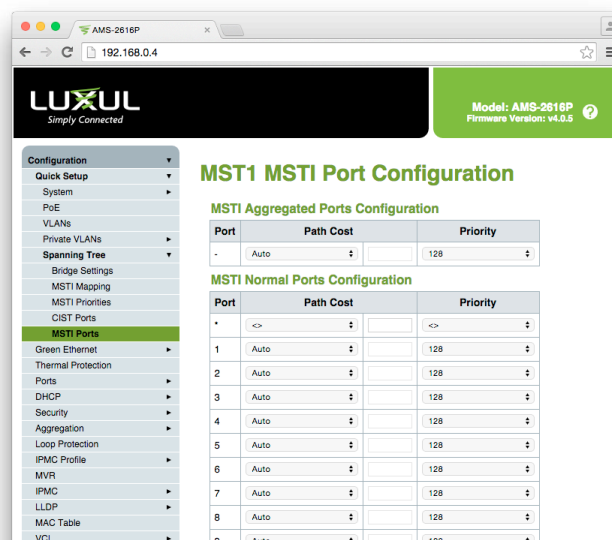 AMS-2616P
192.168.0.4
LUXUL
Simply Connected
Model: AMS-2616P
Firmware Version: v4.0.5
Configuration
Quick Setup
System
PoE
VLANs
Private VLANs
Spanning Tree
Bridge Settings
MSTI Mapping
MSTI Priorities
CIST Ports
MSTI Ports
Green Ethernet
Thermal Protection
Ports
DHCP
Security
Aggregation
Loop Protection
IPMC Profile
MVR
IPMC
LLDP
MAC Table
VCL
MST1 MSTI Port Configuration
MSTI Aggregated Ports Configuration
Port Path Cost Priority
- Auto 128
MSTI Normal Ports Configuration
Port Path Cost Priority
* <> <>
1 Auto 128
2 Auto 128
3 Auto 128
4 Auto 128
5 Auto 128
6 Auto 128
7 Auto 128
8 Auto 128
9 Auto 128